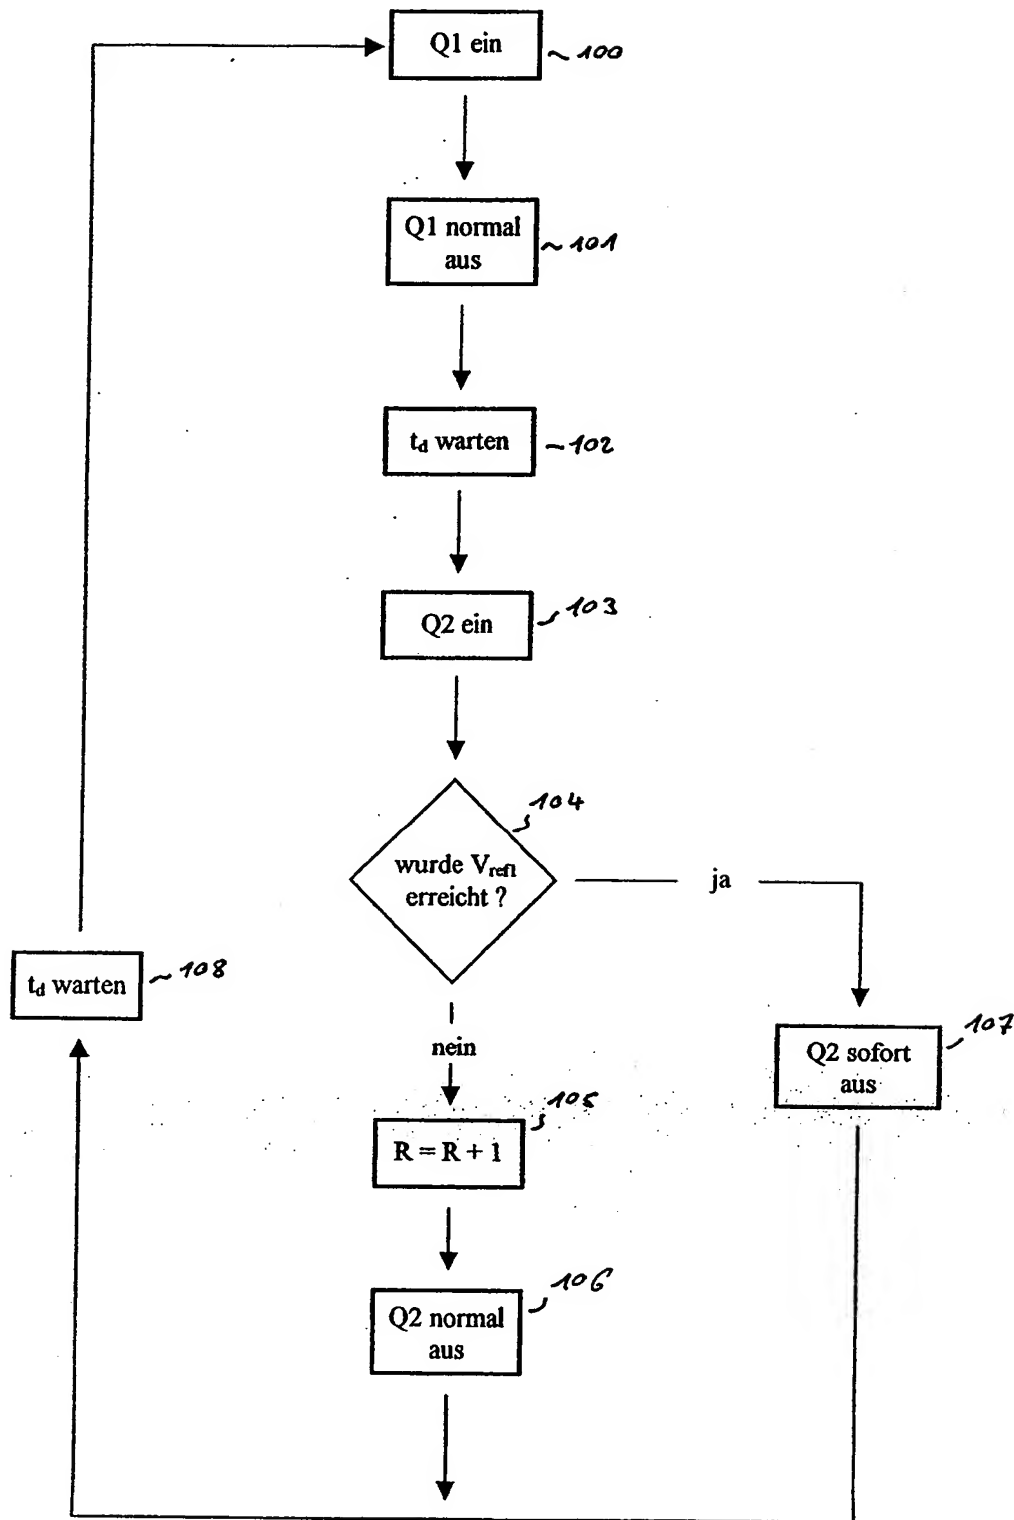 Q1 ein
100
Q1 normal
aus
101
td warten
102
Q2 ein
103
104
wurde Vref1
erreicht ?
ja
td warten
108
nein
Q2 sofort
aus
107
105
R = R + 1
106
Q2 normal
aus